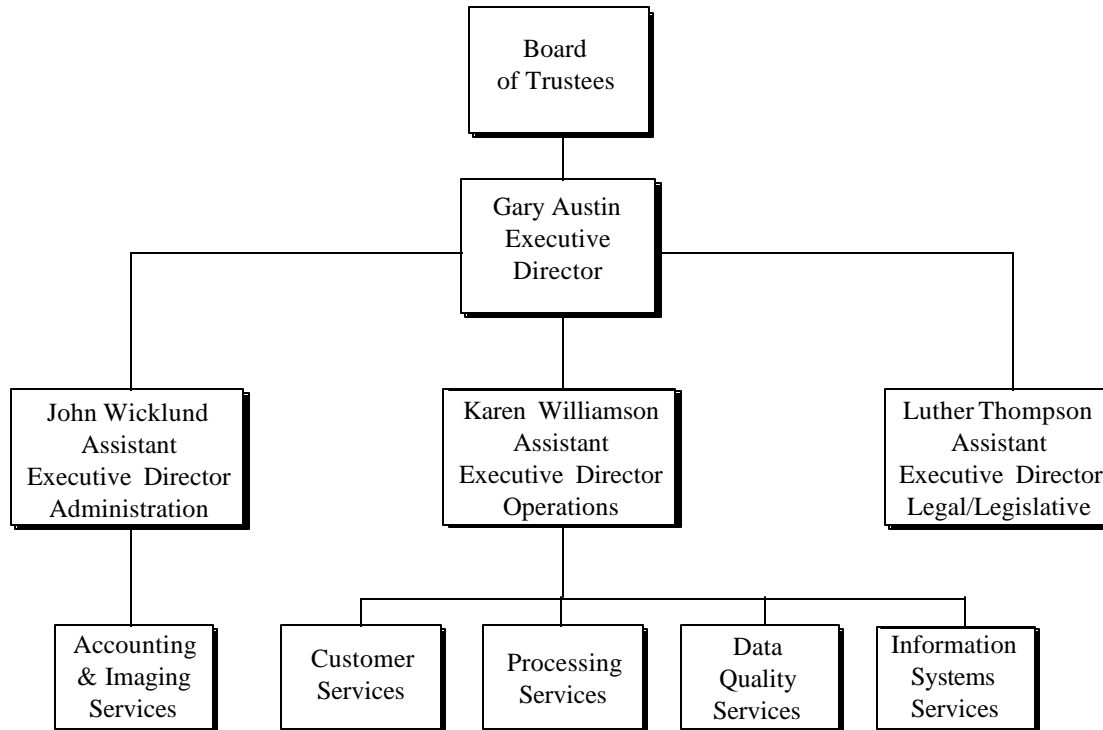 Board
of Trustees
Gary Austin
Executive
Director
John Wicklund
Assistant
Executive Director
Administration
Karen Williamson
Assistant
Executive Director
Operations
Luther Thompson
Assistant
Executive Director
Legal/Legislative
Accounting
& Imaging
Services
Customer
Services
Processing
Services
Data
Quality
Services
Information
Systems
Services